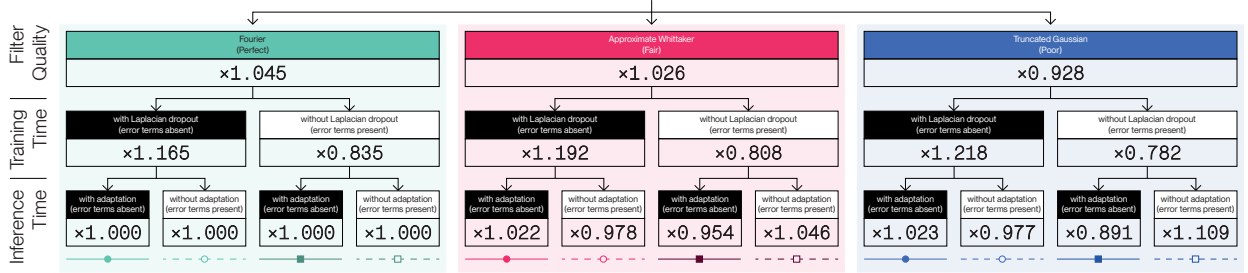 Filter
Quality
Fourier
(Perfect)
×1.045
Approximate Whittaker
(Fair)
×1.026
Truncated Gaussian
(Poor)
×0.928
Training
Time
with Laplacian dropout
(error terms absent)
×1.165
without Laplacian dropout
(error terms present)
×0.835
with Laplacian dropout
(error terms absent)
×1.192
without Laplacian dropout
(error terms present)
×0.808
with Laplacian dropout
(error terms absent)
×1.218
without Laplacian dropout
(error terms present)
×0.782
Inference
Time
with adaptation
(error terms absent)
×1.000
without adaptation
(error terms present)
×1.000
with adaptation
(error terms absent)
×1.000
without adaptation
(error terms present)
×1.000
with adaptation
(error terms absent)
×1.022
without adaptation
(error terms present)
×0.978
with adaptation
(error terms absent)
×0.954
without adaptation
(error terms present)
×1.046
with adaptation
(error terms absent)
×1.023
without adaptation
(error terms present)
×0.977
with adaptation
(error terms absent)
×0.891
without adaptation
(error terms present)
×1.109